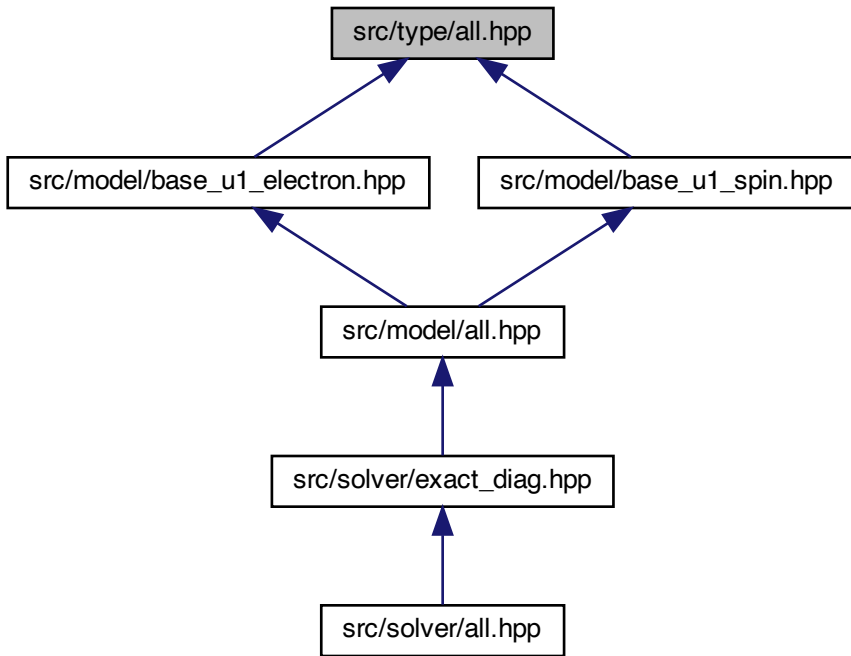 src/type/all.hpp
src/model/base_u1_electron.hpp
src/model/base_u1_spin.hpp
src/model/all.hpp
src/solver/exact_diag.hpp
src/solver/all.hpp